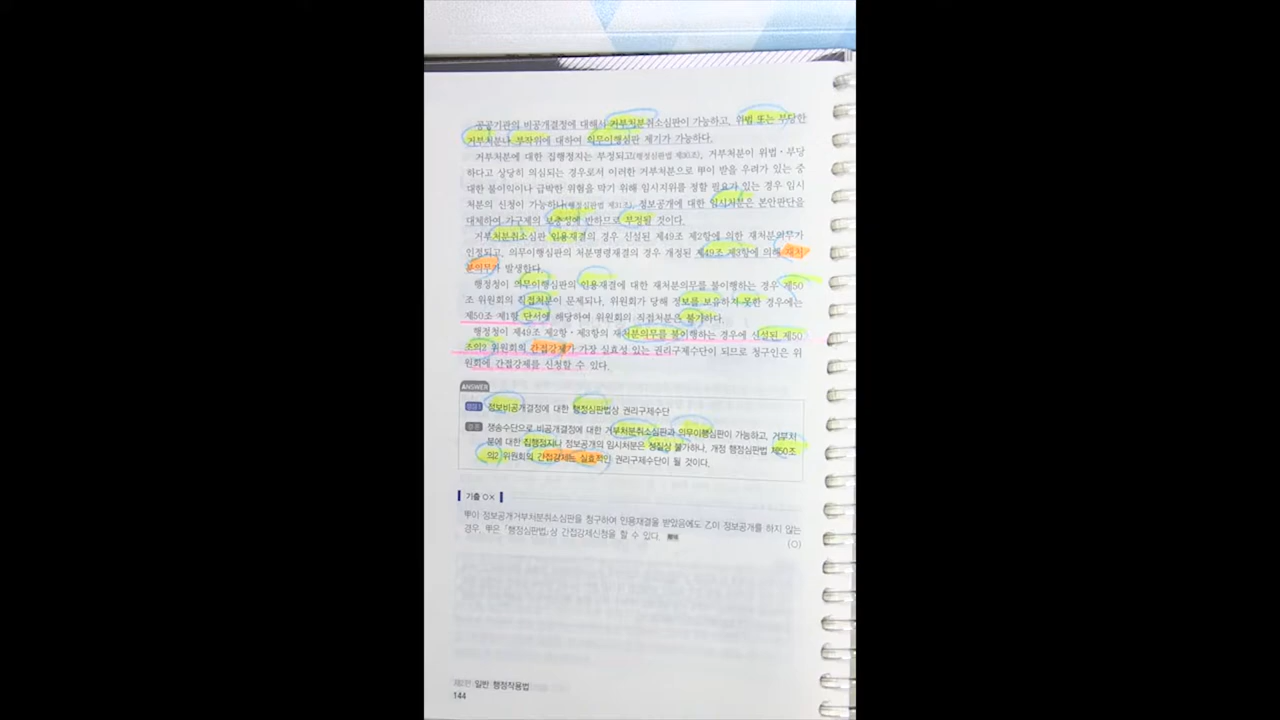 공공기관의 비공개결정에 대해서 거부처분취소심판이 가능하고, 위법 또는 부당한
거부처분나 부작위에 대하여 의무이행심판 제기가 가능하다.
거부처분에 대한 집행정지는 부정되고(행정심판법 제30조), 거부처분이 위법·부당
하다고 상당히 의심되는 경우로서 이러한 거부처분으로 甲이 받을 우려가 있는 중
대한 불이익이나 급박한 위험을 막기 위해 임시지위를 정할 필요가 있는 경우 임시
처분의 신청이 가능하나(행정심판법 제31조), 정보공개에 대한 임시처분은 본안판단을
대체하여 가구제의 보충성에 반하므로 부정될 것이다.
거부처분취소심판 인용재결의 경우 신설된 제49조 제2항에 의한 재처분의무가
인정되고, 의무이행심판의 처분명령재결의 경우 개정된 제49조 제3항에 의해 재처
분의무가 발생한다.
행정청이 의무이행심판의 인용재결에 대한 재처분의무를 불이행하는 경우 제50
조 위원회의 직접처분이 문제되나, 위원회가 당해 정보를 보유하지 못한 경우에는
제50조 제1항 단서에 해당하여 위원회의 직접처분은 불가하다.
행정청이 제49조 제2항·제3항의 재처분의무를 불이행하는 경우에 신설된 제50
조의2 위원회의 간접강제가 가장 실효성 있는 권리구제수단이 되므로 청구인은 위
원회에 간접강제를 신청할 수 있다.
ANSWER
정보비공개결정에 대한 행정심판법상 권리구제수단
쟁송수단으로 비공개결정에 대한 거부처분취소심판과 의무이행심판이 가능하고, 거부처
분에 대한 집행정지나 정보공개의 임시처분은 성질상 불가하나, 개정 행정심판법 제50조
의2 위원회의 간접강제는 실효적인 권리구제수단이 될 것이다.
기출 O×
甲이 정보공개거부처분취소심판을 청구하여 인용재결을 받았음에도 乙이 정보공개를 하지 않는
경우, 甲은 「행정심판법」상 간접강제신청을 할 수 있다.
(O)
제2편 일반 행정작용법
144